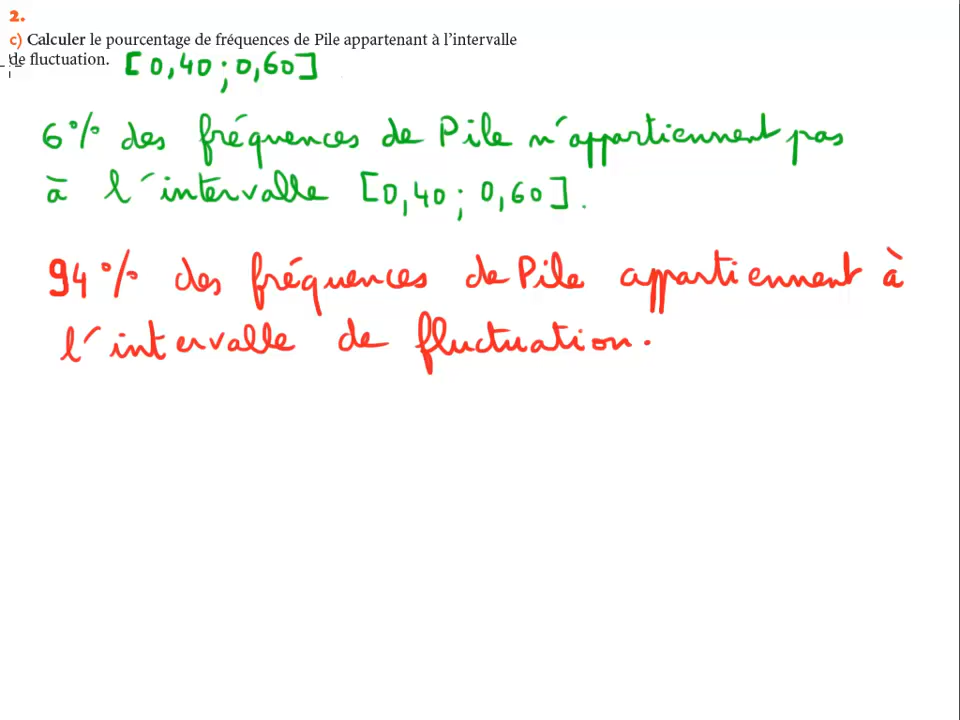 2.
c) Calculer le pourcentage de fréquences de Pile appartenant à l'intervalle
de fluctuation. [0,40 ; 0,60]
6% des fréquences de Pile n'appartiennent pas
à l'intervalle [0,40 ; 0,60].
94% des fréquences de Pile appartiennent à
l'intervalle de fluctuation.